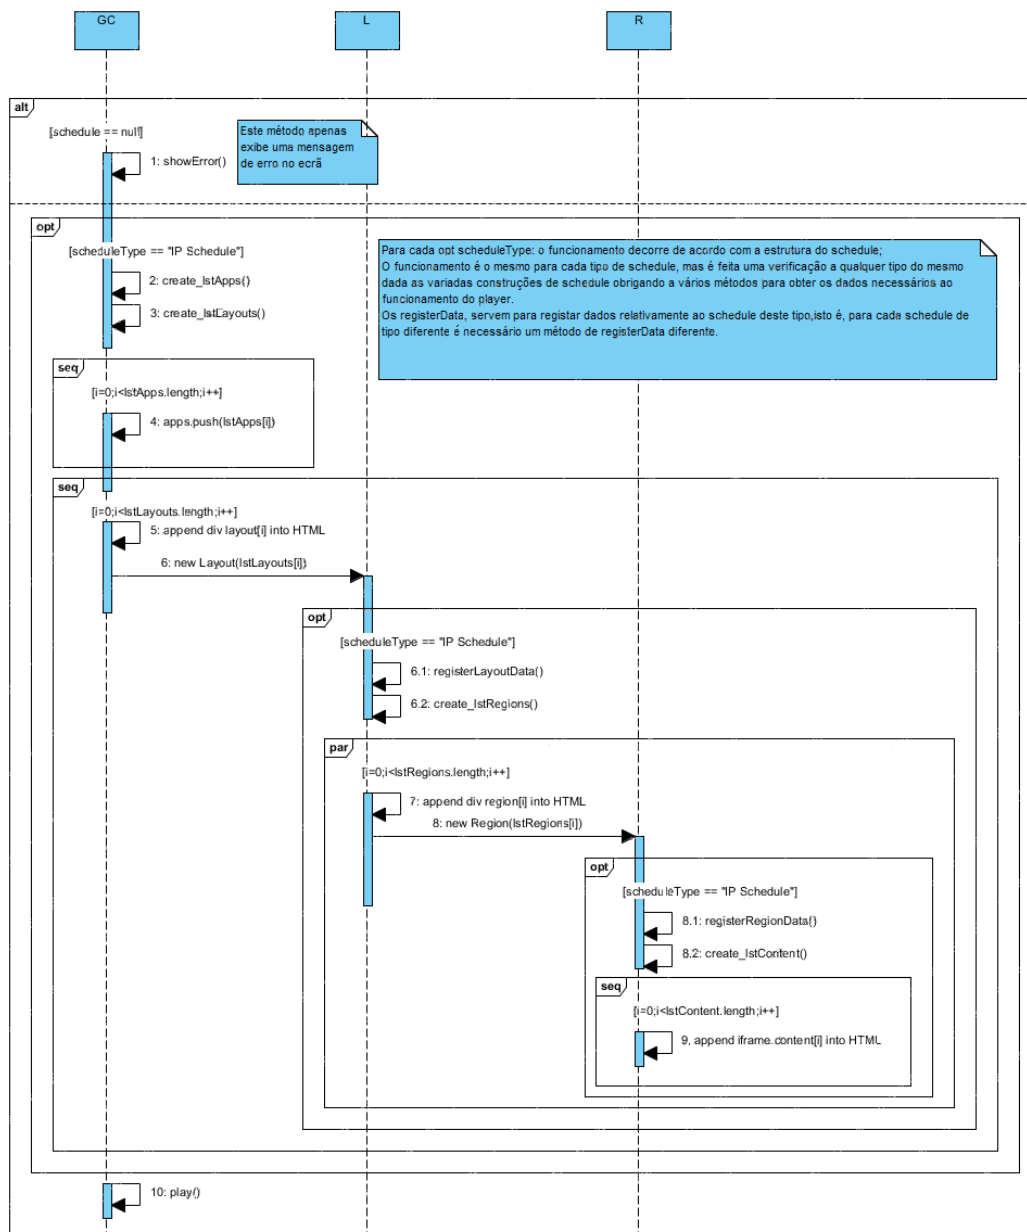 GC
L
R
alt
[schedule == null]
Este método apenas
exibe uma mensagem
de erro no ecrã
1: showError()
opt
[scheduleType == "IP Schedule"]
Para cada opt scheduleType: o funcionamento decorre de acordo com a estrutura do schedule;
O funcionamento é o mesmo para cada tipo de schedule, mas é feita uma verificação a qualquer tipo do mesmo
dada as variadas construções de schedule obrigando a vários métodos para obter os dados necessários ao
funcionamento do player.
Os registerData, servem para registar dados relativamente ao schedule deste tipo,isto é, para cada schedule de
tipo diferente é necessário um método de registerData diferente.
2: create_lstApps()
3: create_lstLayouts()
seq
[i=0;i<lstApps.length;i++]
4: apps.push(lstApps[i])
seq
[i=0;i<lstLayouts.length;i++]
5: append div layout[i] into HTML
6: new Layout(lstLayouts[i])
opt
[scheduleType == "IP Schedule"]
6.1: registerLayoutData()
6.2: create_lstRegions()
par
[i=0;i<lstRegions.length;i++]
7: append div region[i] into HTML
8: new Region(lstRegions[i])
opt
[scheduleType == "IP Schedule"]
8.1: registerRegionData()
8.2: create_lstContent()
seq
[i=0;i<lstContent.length;i++]
9. append iframe.content[i] into HTML
10: play()